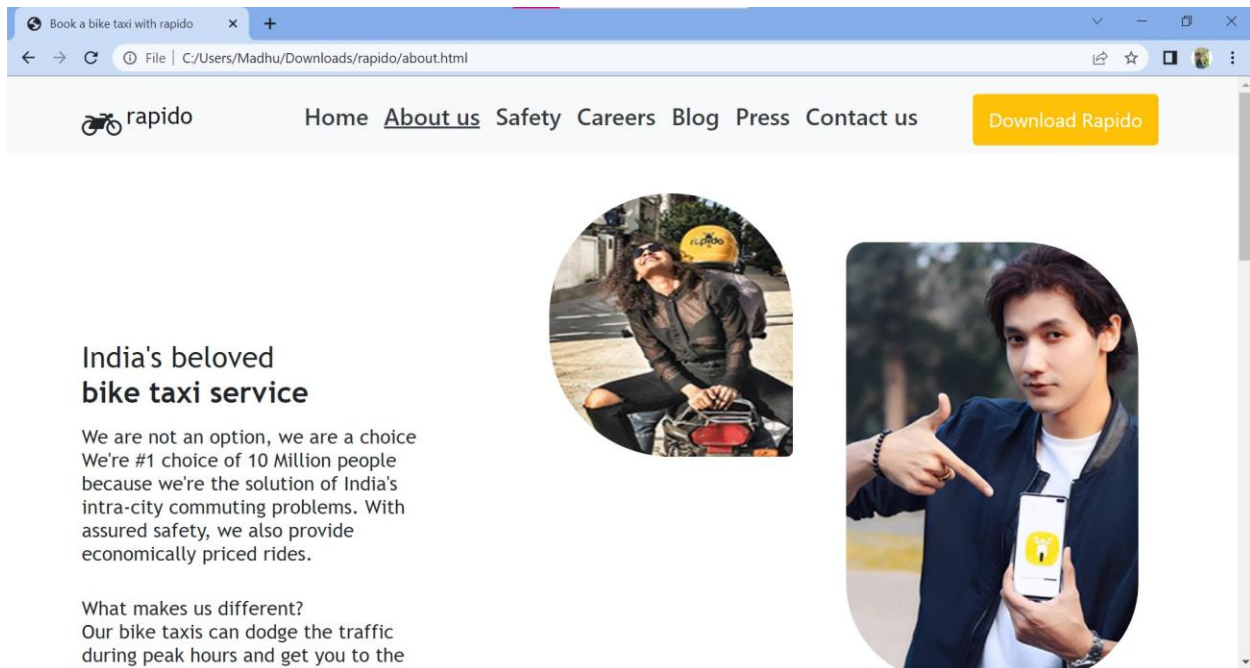 Book a bike taxi with rapido
File | C:/Users/Madhu/Downloads/rapido/about.html
rapido Home About us Safety Careers Blog Press Contact us Download Rapido
rapido
India's beloved
bike taxi service
We are not an option, we are a choice
We're #1 choice of 10 Million people
because we're the solution of India's
intra-city commuting problems. With
assured safety, we also provide
economically priced rides.
What makes us different?
Our bike taxis can dodge the traffic
during peak hours and get you to the